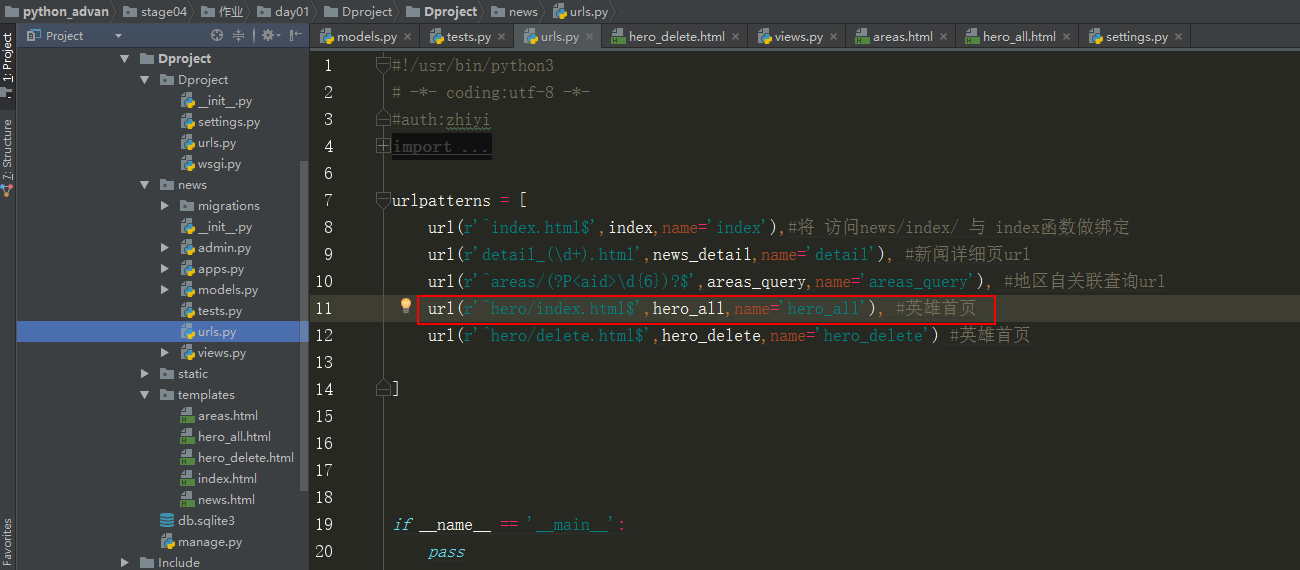 python_advan stage04 作业 day01 Dproject Dproject news urls.py
Project
models.py tests.py urls.py hero_delete.html views.py areas.html hero_all.html settings.py
1: Project
7: Structure
Favorites
Dproject
Dproject
__init__.py
settings.py
urls.py
wsgi.py
news
migrations
__init__.py
admin.py
apps.py
models.py
tests.py
urls.py
views.py
static
templates
areas.html
hero_all.html
hero_delete.html
index.html
news.html
db.sqlite3
manage.py
Include
1 #!/usr/bin/python3
2 # -*- coding:utf-8 -*-
3 #auth:zhiyi
4 import ...
6
7 urlpatterns = [
8 url(r'^index.html$',index,name='index'),#将 访问news/index/ 与 index函数做绑定
9 url(r'detail_(\d+).html',news_detail,name='detail'), #新闻详细页url
10 url(r'^areas/(?P<aid>\d{6})?$',areas_query,name='areas_query'), #地区自关联查询url
11 url(r'^hero/index.html$',hero_all,name='hero_all'), #英雄首页
12 url(r'^hero/delete.html$',hero_delete,name='hero_delete') #英雄首页
13
14 ]
15
16
17
18
19 if __name__ == '__main__':
20 pass